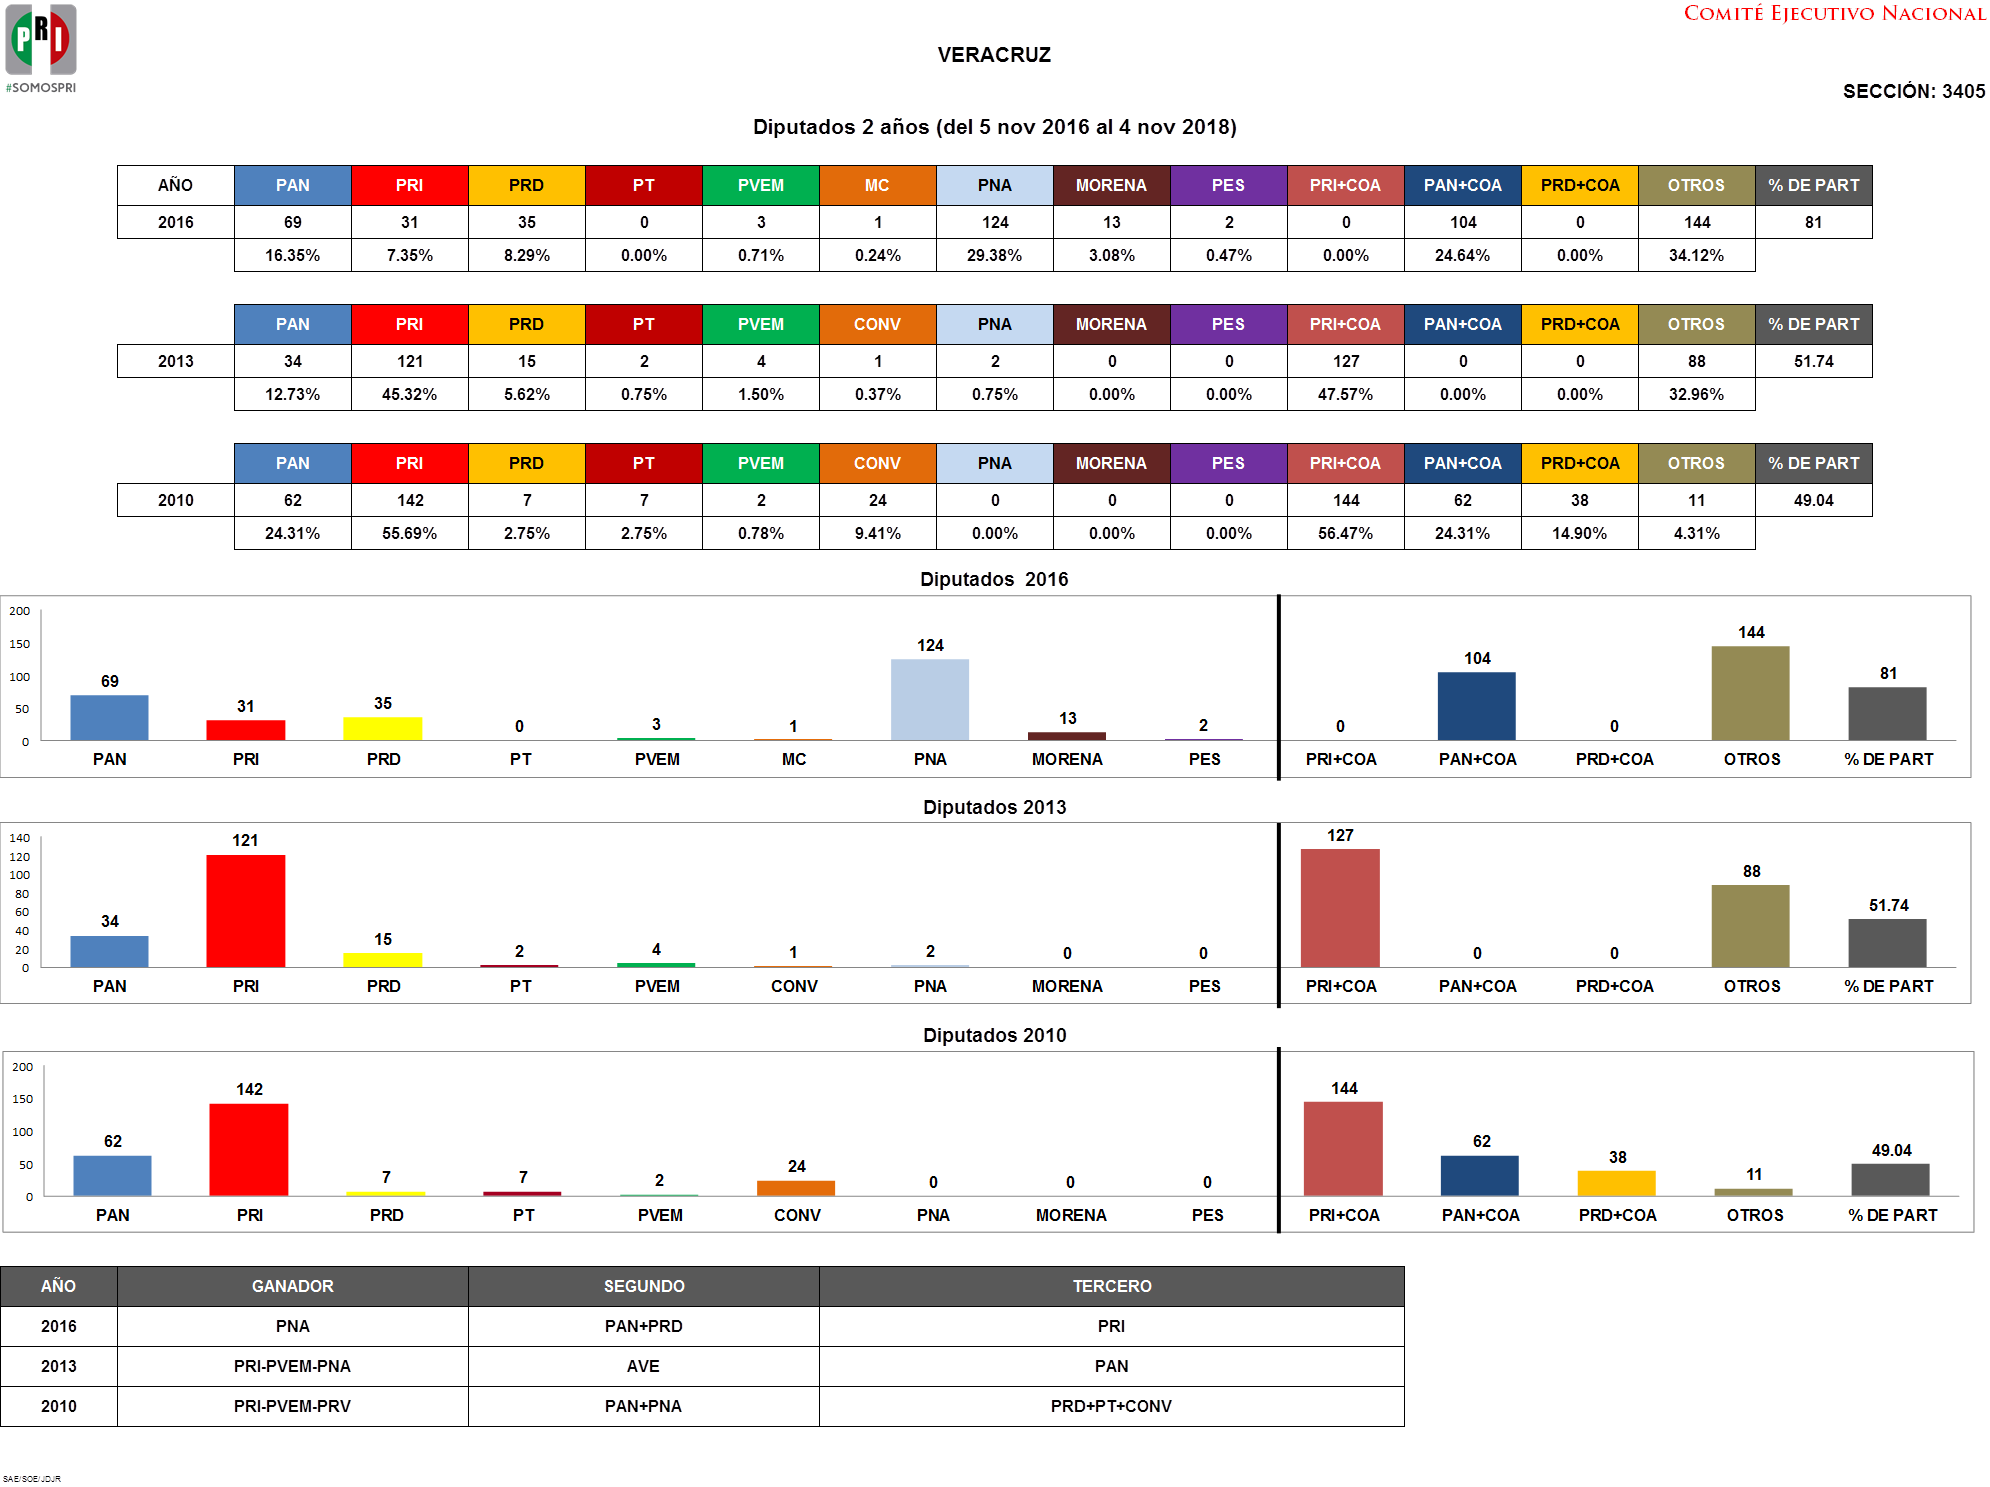 PRI
#SOMOSPRI
COMITÉ EJECUTIVO NACIONAL
VERACRUZ
SECCIÓN: 3405
Diputados 2 años (del 5 nov 2016 al 4 nov 2018)
AÑO PAN PRI PRD PT PVEM MC PNA MORENA PES PRI+COA PAN+COA PRD+COA OTROS % DE PART
2016 69 31 35 0 3 1 124 13 2 0 104 0 144 81
16.35% 7.35% 8.29% 0.00% 0.71% 0.24% 29.38% 3.08% 0.47% 0.00% 24.64% 0.00% 34.12%
PAN PRI PRD PT PVEM CONV PNA MORENA PES PRI+COA PAN+COA PRD+COA OTROS % DE PART
2013 34 121 15 2 4 1 2 0 0 127 0 0 88 51.74
12.73% 45.32% 5.62% 0.75% 1.50% 0.37% 0.75% 0.00% 0.00% 47.57% 0.00% 0.00% 32.96%
PAN PRI PRD PT PVEM CONV PNA MORENA PES PRI+COA PAN+COA PRD+COA OTROS % DE PART
2010 62 142 7 7 2 24 0 0 0 144 62 38 11 49.04
24.31% 55.69% 2.75% 2.75% 0.78% 9.41% 0.00% 0.00% 0.00% 56.47% 24.31% 14.90% 4.31%
Diputados 2016
200
150
100
50
0
69 31 35 0 3 1 124 13 2 0 104 0 144 81
PAN PRI PRD PT PVEM MC PNA MORENA PES PRI+COA PAN+COA PRD+COA OTROS % DE PART
Diputados 2013
140
120
100
80
60
40
20
0
34 121 15 2 4 1 2 0 0 127 0 0 88 51.74
PAN PRI PRD PT PVEM CONV PNA MORENA PES PRI+COA PAN+COA PRD+COA OTROS % DE PART
Diputados 2010
200
150
100
50
0
62 142 7 7 2 24 0 0 0 144 62 38 11 49.04
PAN PRI PRD PT PVEM CONV PNA MORENA PES PRI+COA PAN+COA PRD+COA OTROS % DE PART
AÑO GANADOR SEGUNDO TERCERO
2016 PNA PAN+PRD PRI
2013 PRI-PVEM-PNA AVE PAN
2010 PRI-PVEM-PRV PAN+PNA PRD+PT+CONV
SAE/SOE/JDJR